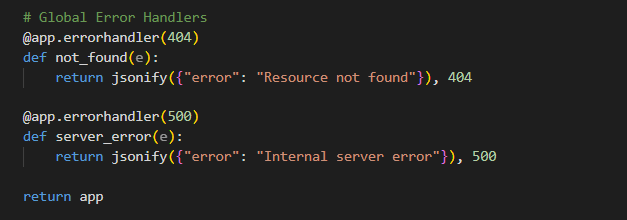 # Global Error Handlers
@app.errorhandler(404)
def not_found(e):
    return jsonify({"error": "Resource not found"}), 404

@app.errorhandler(500)
def server_error(e):
    return jsonify({"error": "Internal server error"}), 500

return app